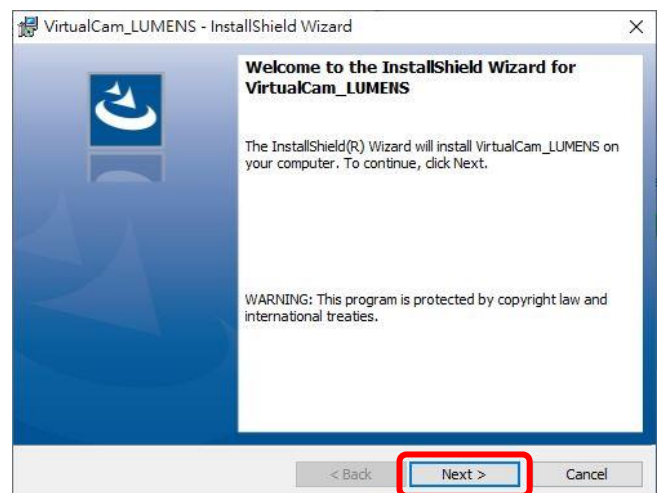 VirtualCam_LUMENS - InstallShield Wizard
Welcome to the InstallShield Wizard for
VirtualCam_LUMENS
The InstallShield(R) Wizard will install VirtualCam_LUMENS on
your computer. To continue, click Next.
WARNING: This program is protected by copyright law and
international treaties.
< Back Next > Cancel